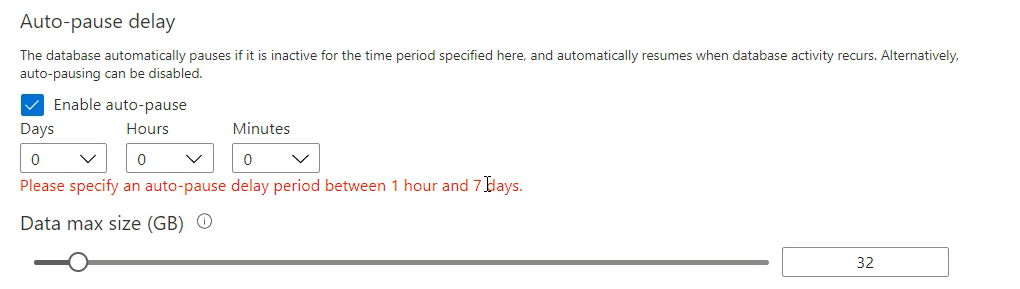 Auto-pause delay
The database automatically pauses if it is inactive for the time period specified here, and automatically resumes when database activity recurs. Alternatively,
auto-pausing can be disabled.
Enable auto-pause
Days Hours Minutes
0 0 0
Please specify an auto-pause delay period between 1 hour and 7 days.
Data max size (GB)
32